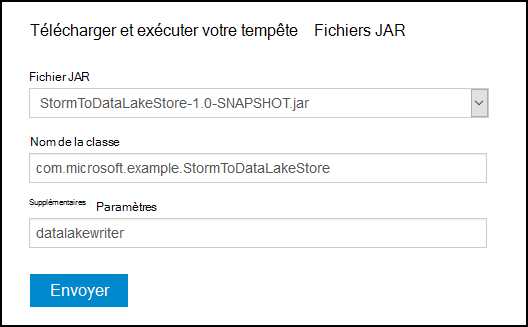 Télécharger et exécuter votre tempête Fichiers JAR
Fichier JAR
StormToDataLakeStore-1.0-SNAPSHOT.jar
Nom de la classe
com.microsoft.example.StormToDataLakeStore
Supplémentaires Paramètres
datalakewriter
Envoyer